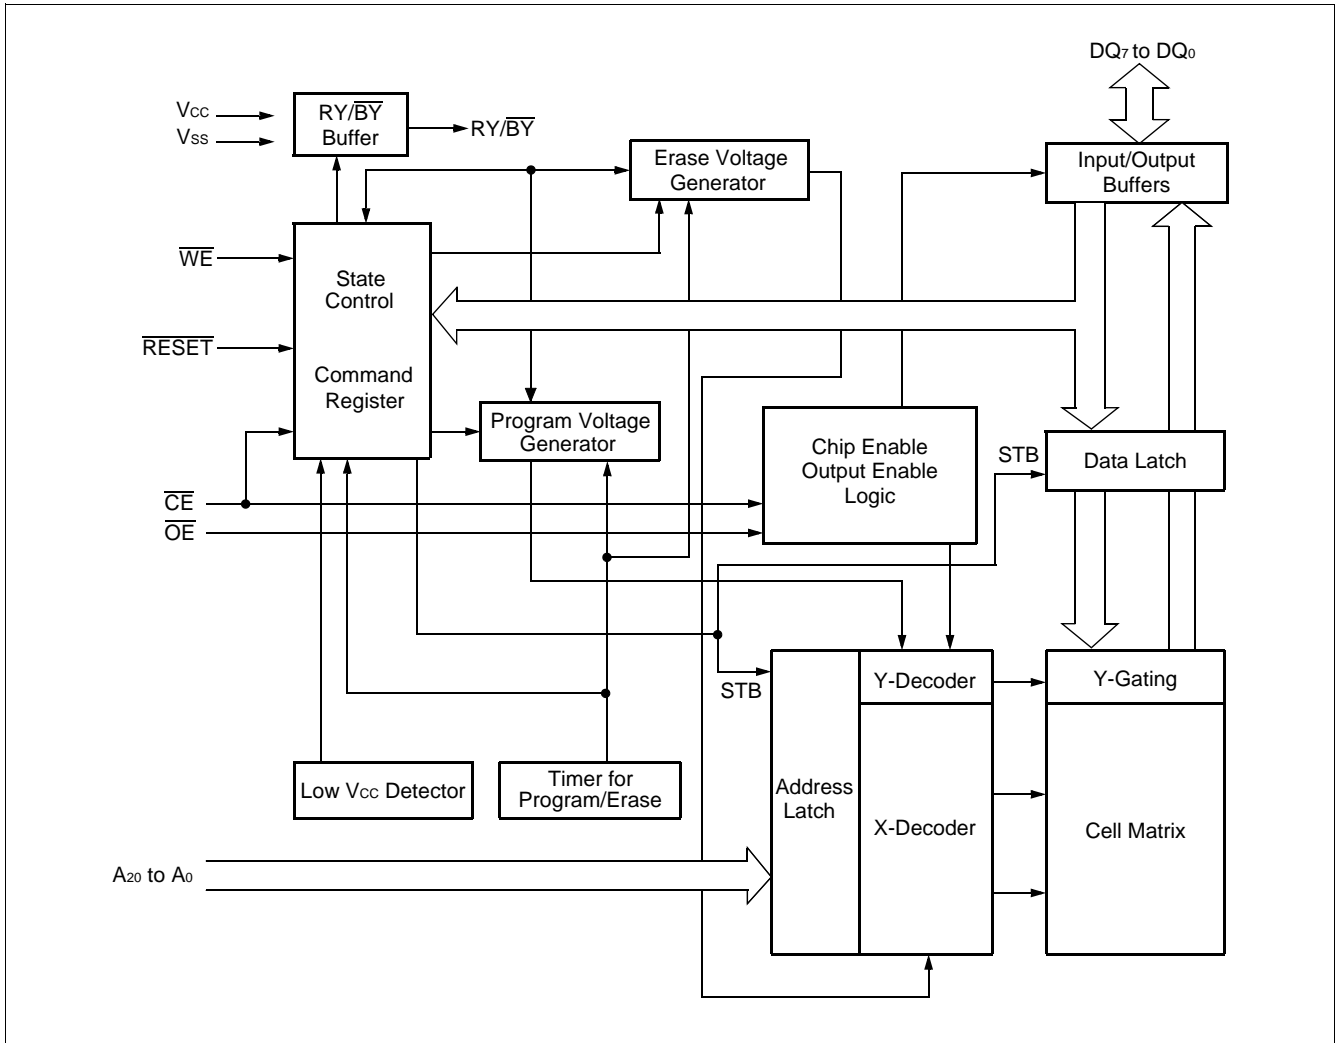 DQ7 to DQ0
VCC
VSS
RY/BY
Buffer
RY/BY
Erase Voltage
Generator
Input/Output
Buffers
WE
State
Control
RESET
Command
Register
Program Voltage
Generator
Chip Enable
Output Enable
Logic
STB
Data Latch
CE
OE
STB
Y-Decoder
Y-Gating
Low VCC Detector
Timer for
Program/Erase
Address
Latch
X-Decoder
Cell Matrix
A20 to A0